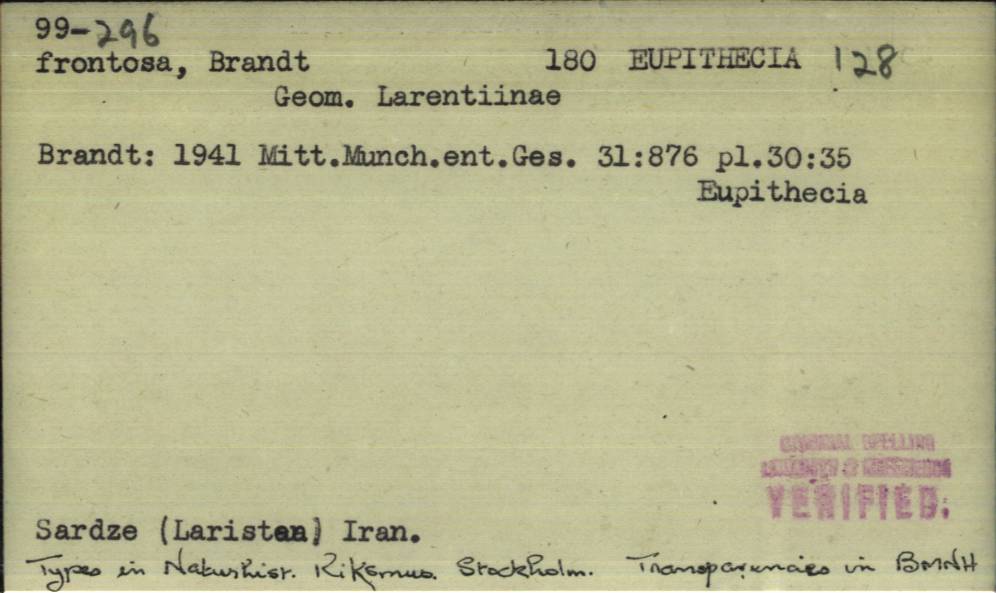 99-296
frontosa, Brandt 180 EUPITHECIA 128
Geom. Larentiinae
Brandt: 1941 Mitt.Munch.ent.Ges. 31:876 pl.30:35
Eupithecia
ORIGINAL SPELLING
VERIFIED.
Sardze (Laristan) Iran.
Types in Naturhist. Riksmus. Stockholm. Transparencies in BMNH